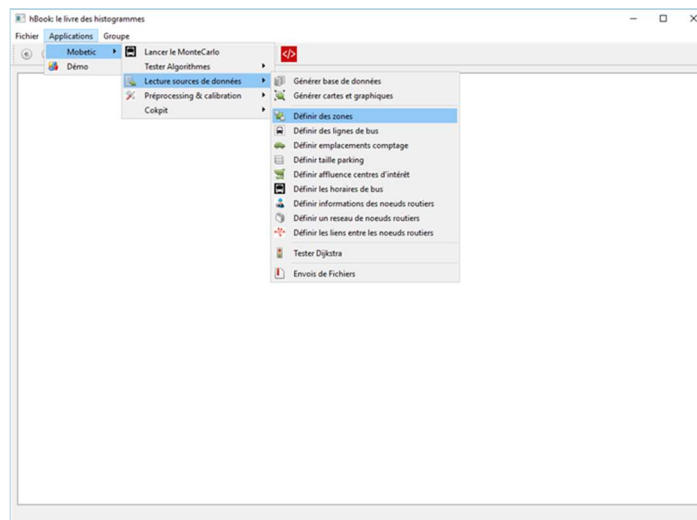 hBook: le livre des histogrammes
Fichier Applications Groupe
Mobetic
Démo
Lancer le MonteCarlo
Tester Algorithmes
Lecture sources de données
Préprocessing & calibration
Cokpit
Générer base de données
Générer cartes et graphiques
Définir des zones
Définir des lignes de bus
Définir emplacements comptage
Définir taille parking
Définir affluence centres d'intérêt
Définir les horaires de bus
Définir informations des noeuds routiers
Définir un reseau de noeuds routiers
Définir les liens entre les noeuds routiers
Tester Dijkstra
Envois de Fichiers